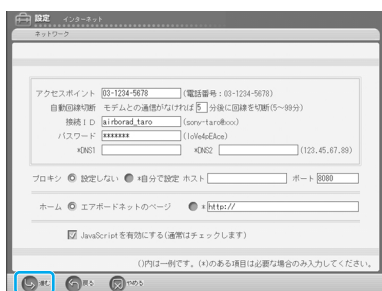 設定 インターネット
ネットワーク
アクセスポイント 03-1234-5678 (電話番号：03-1234-5678)
自動回線切断 モデムとの通信がなければ 5 分後に回線を切断(5～99分)
接続ＩＤ airborad_taro (sony-taro@xxx)
パスワード ******* (IoVe4oEAce)
*DNS1 *DNS2 (123.45.67.89)
プロキシ 設定しない *自分で設定 ホスト ポート 8080
ホーム エアボードネットのページ * http://
JavaScriptを有効にする(通常はチェックします)
()内は一例です。(*)のある項目は必要な場合のみ入力してください。
進む 戻る やめる